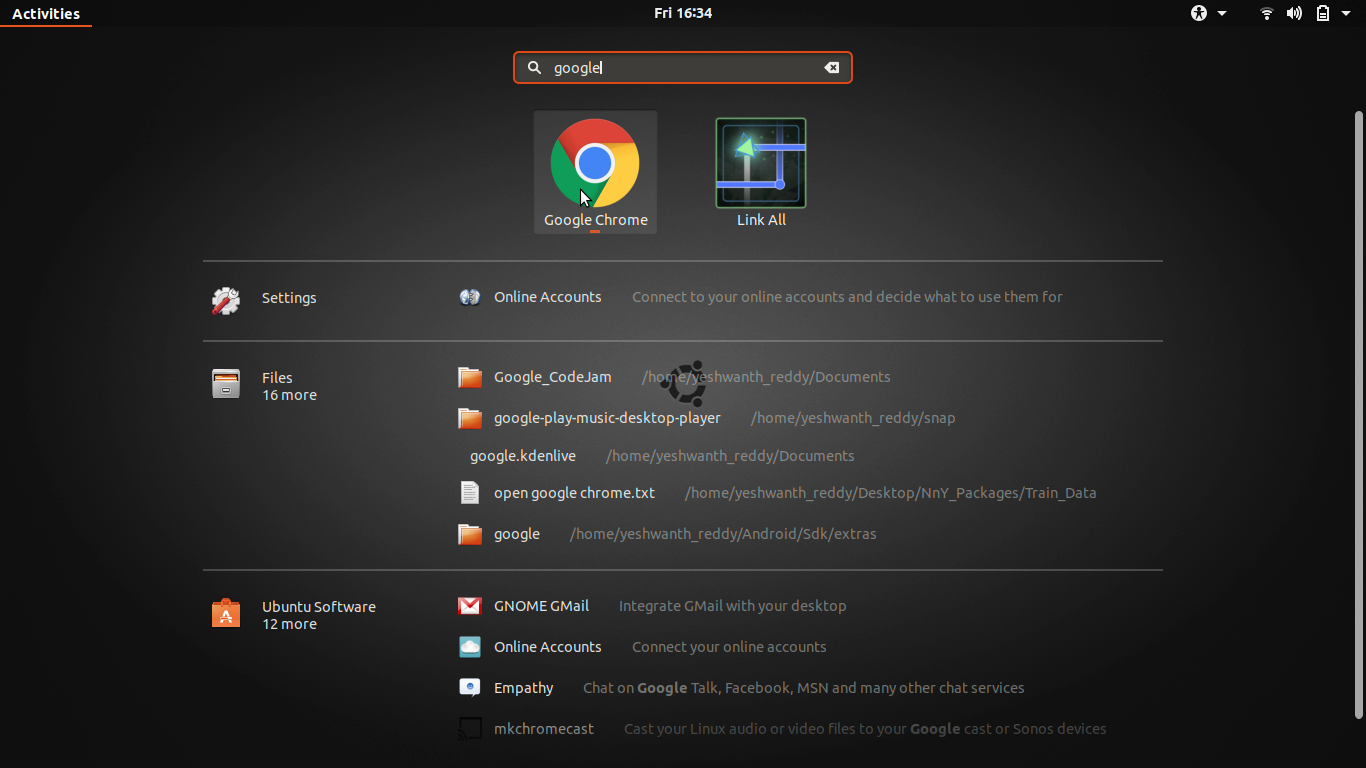 Activities
Fri 16:34
google
Google Chrome
Link All
Settings
Online Accounts Connect to your online accounts and decide what to use them for
Files
16 more
Google_CodeJam /home/yeshwanth_reddy/Documents
google-play-music-desktop-player /home/yeshwanth_reddy/snap
google.kdenlive /home/yeshwanth_reddy/Documents
open google chrome.txt /home/yeshwanth_reddy/Desktop/NnY_Packages/Train_Data
google /home/yeshwanth_reddy/Android/Sdk/extras
Ubuntu Software
12 more
GNOME GMail Integrate GMail with your desktop
Online Accounts Connect your online accounts
Empathy Chat on Google Talk, Facebook, MSN and many other chat services
mkchromecast Cast your Linux audio or video files to your Google cast or Sonos devices